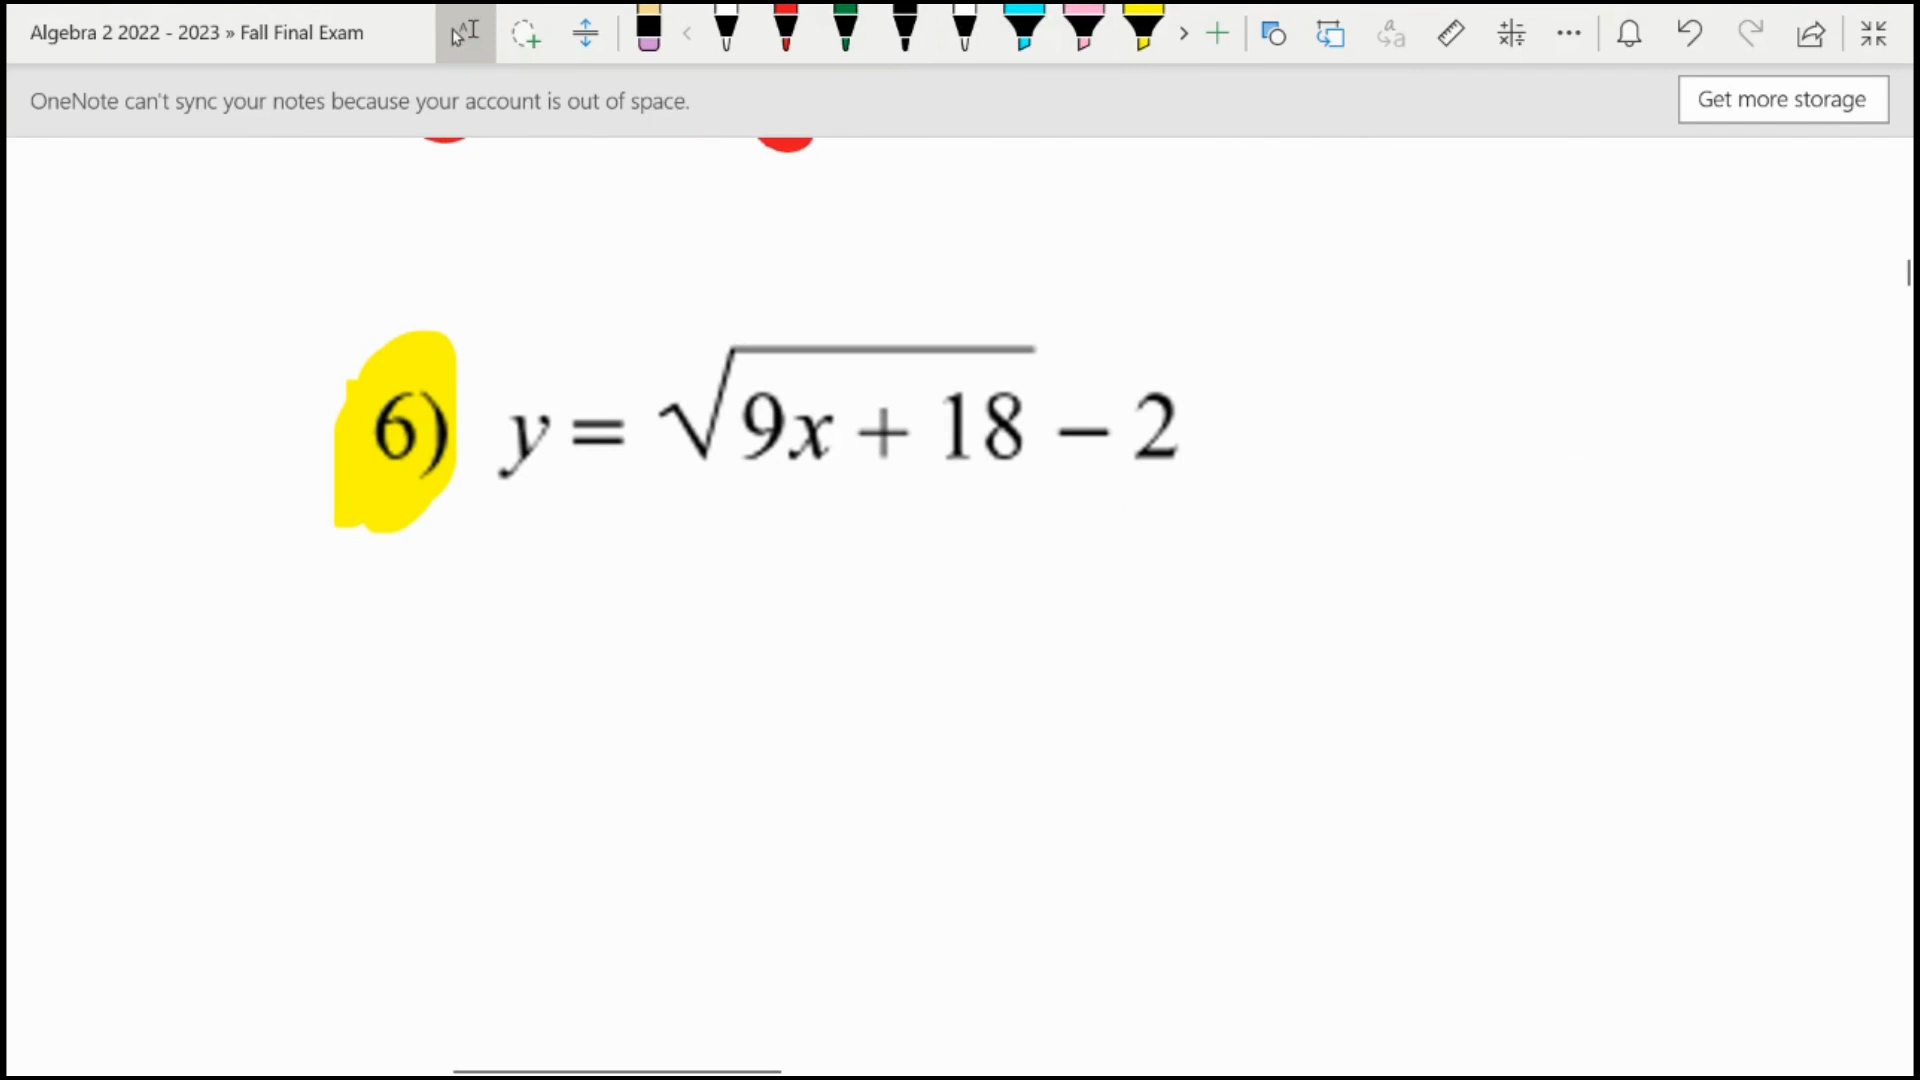 Algebra 2 2022 - 2023 » Fall Final Exam
OneNote can't sync your notes because your account is out of space.
Get more storage
6) y = √9x + 18 − 2